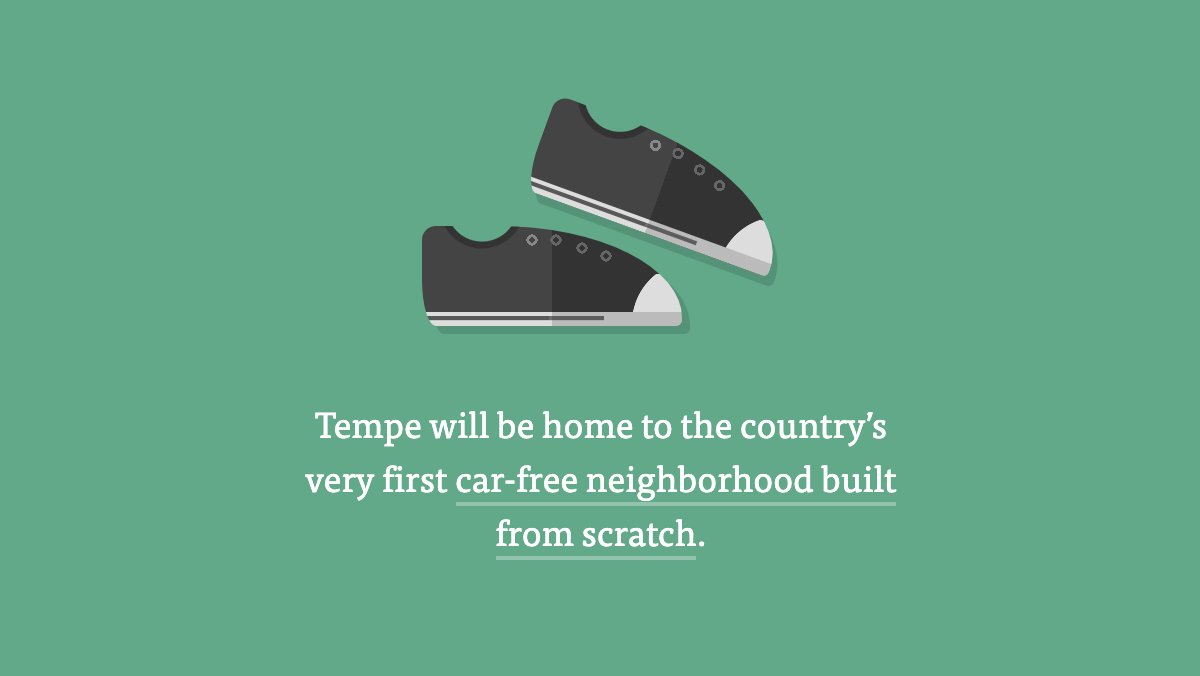 Tempe will be home to the country’s
very first car-free neighborhood built
from scratch.